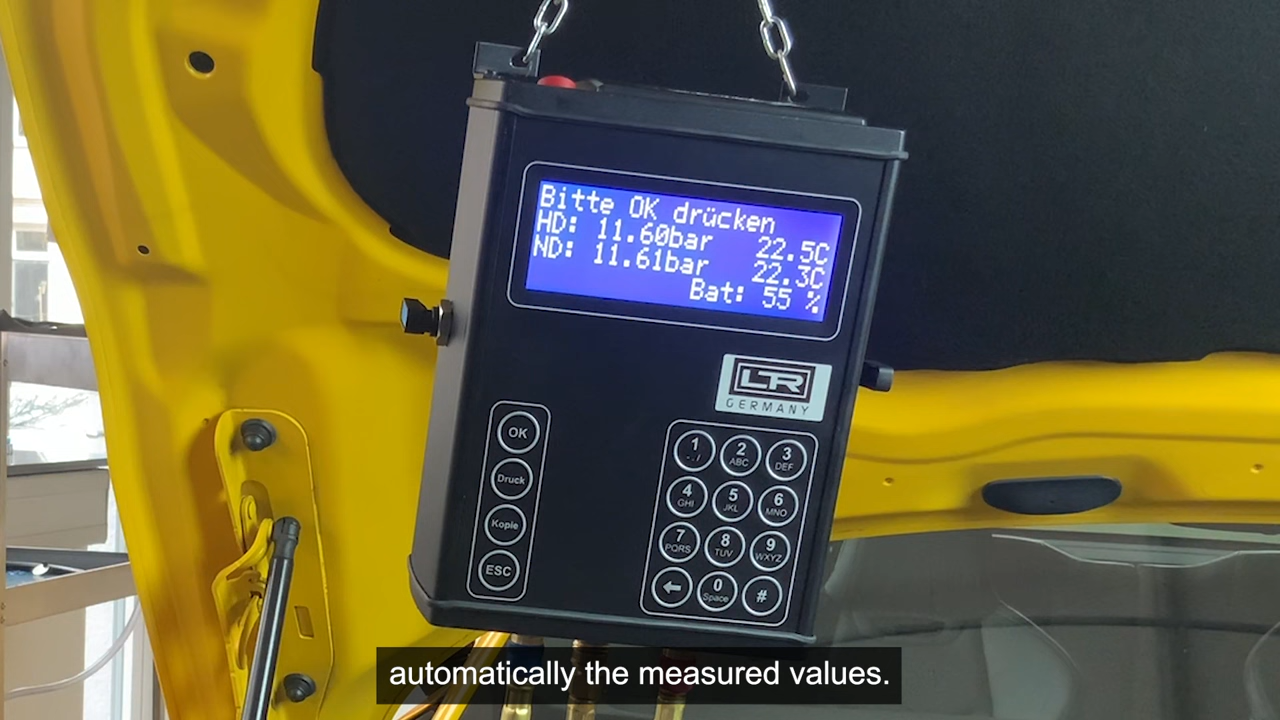 Bitte OK drücken
HD: 11.60bar 22.5C
ND: 11.61bar 22.3C
Bat: 55 %
LTR
GERMANY
OK
Druck
Kopie
ESC
1 2 3
.,/ ABC DEF
4 5 6
GHI JKL MNO
7 8 9
PQRS TUV WXYZ
← 0 #
Space
automatically the measured values.